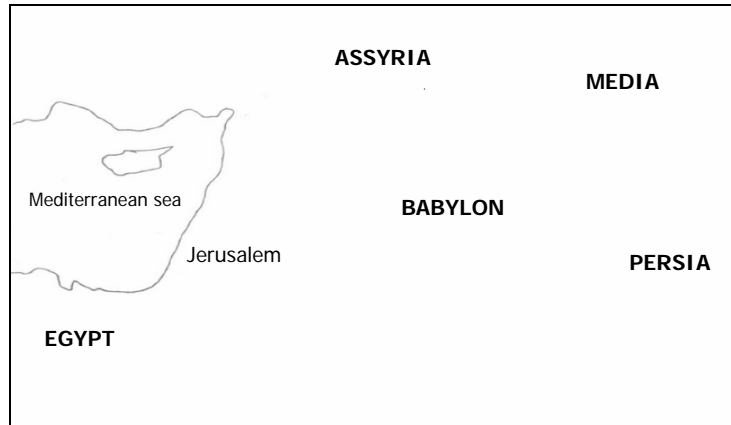 ASSYRIA
MEDIA
Mediterranean sea
BABYLON
Jerusalem
PERSIA
EGYPT